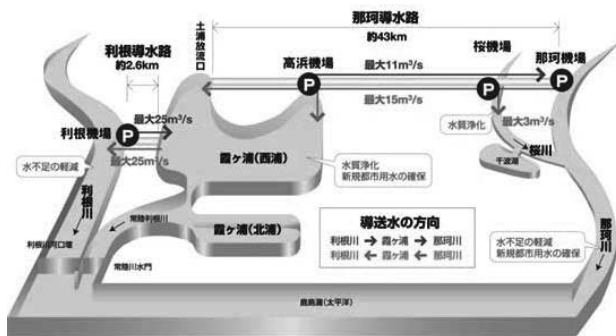 那珂導水路
約43km
土浦放流口
利根導水路
約2.6km
高浜機場
桜機場
那珂機場
P
P
P
P
最大11m³/s
最大15m³/s
最大25m³/s
最大25m³/s
最大3m³/s
利根機場
水質浄化
桜川
千波湖
水不足の軽減
利根川
霞ヶ浦(西浦)
水質浄化
新規都市用水の確保
常陸利根川
霞ヶ浦(北浦)
導送水の方向
利根川 → 霞ヶ浦 → 那珂川
利根川 ← 霞ヶ浦 ← 那珂川
利根川河口堰
常陸川水門
水不足の軽減
新規都市用水の確保
那珂川
鹿島灘(太平洋)